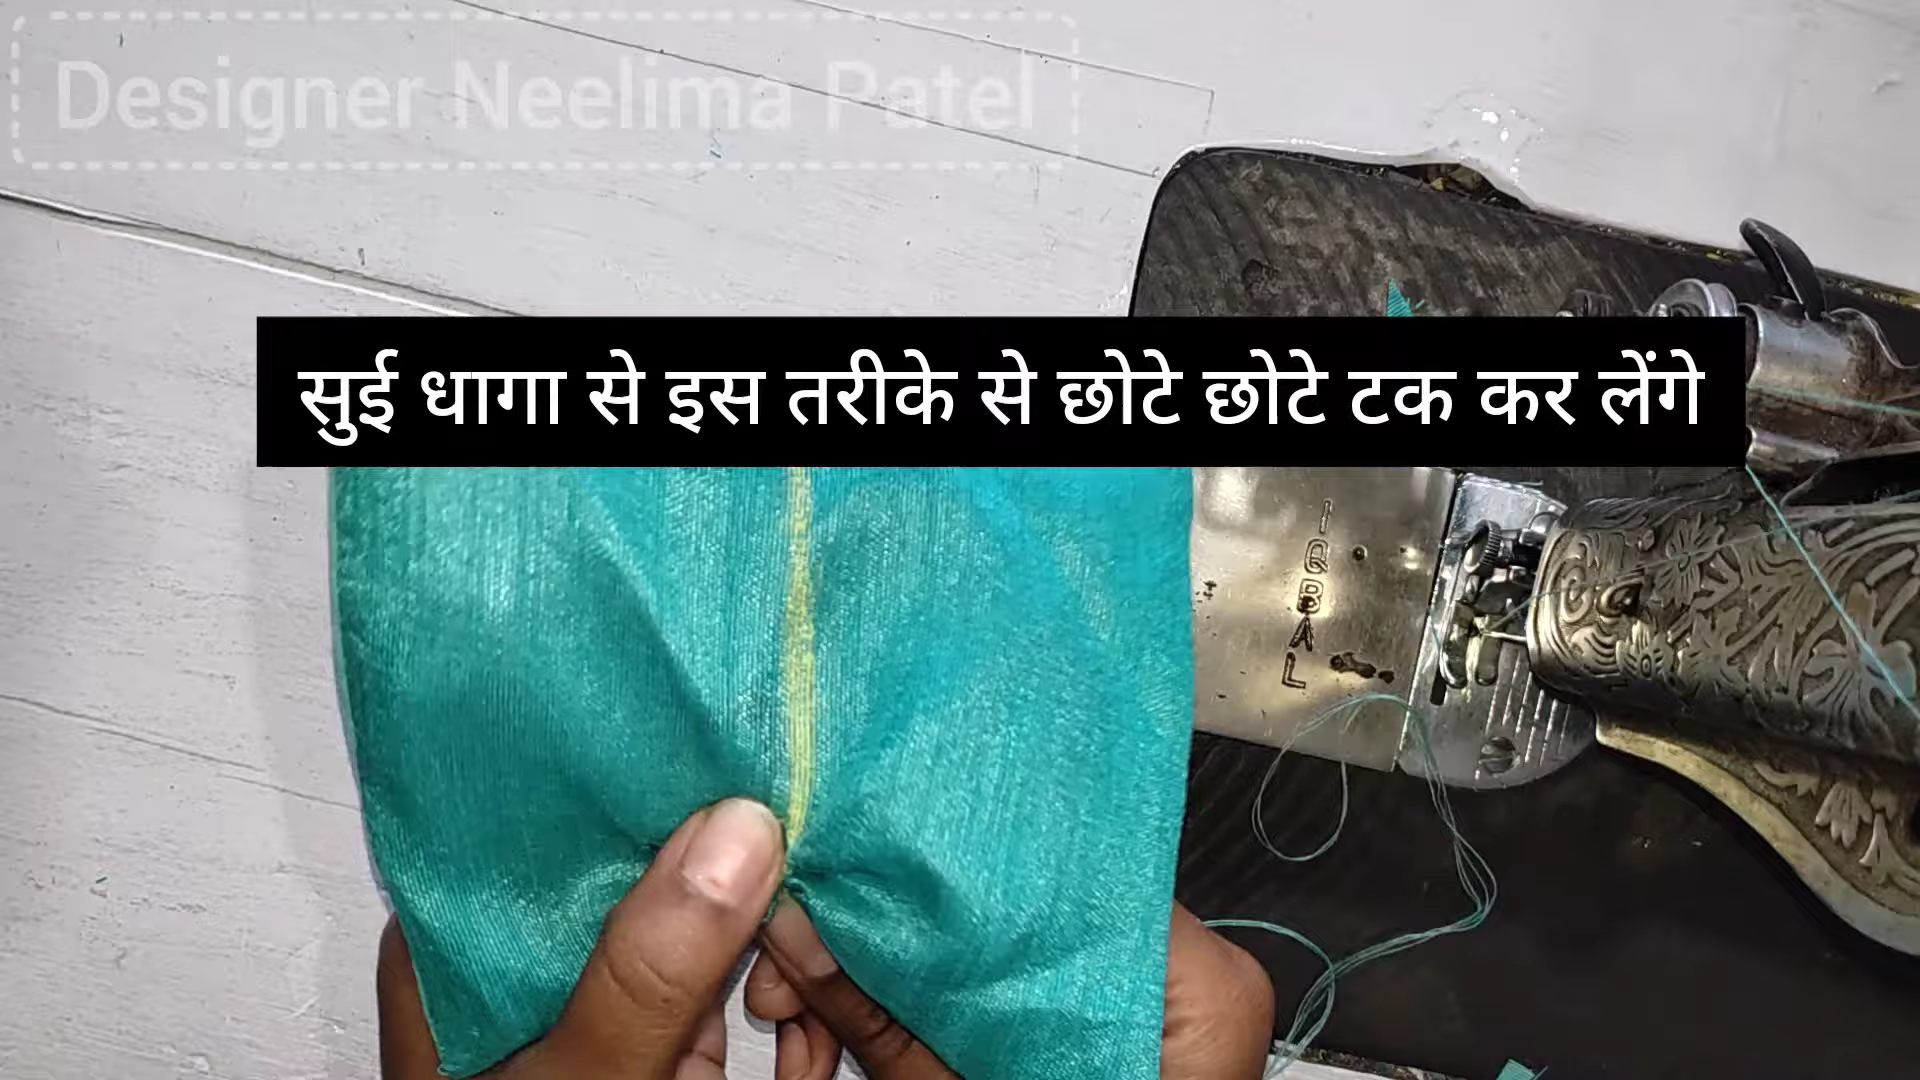 Designer Neelima Patel
सुई धागा से इस तरीके से छोटे छोटे टक कर लेंगे
IQBAL